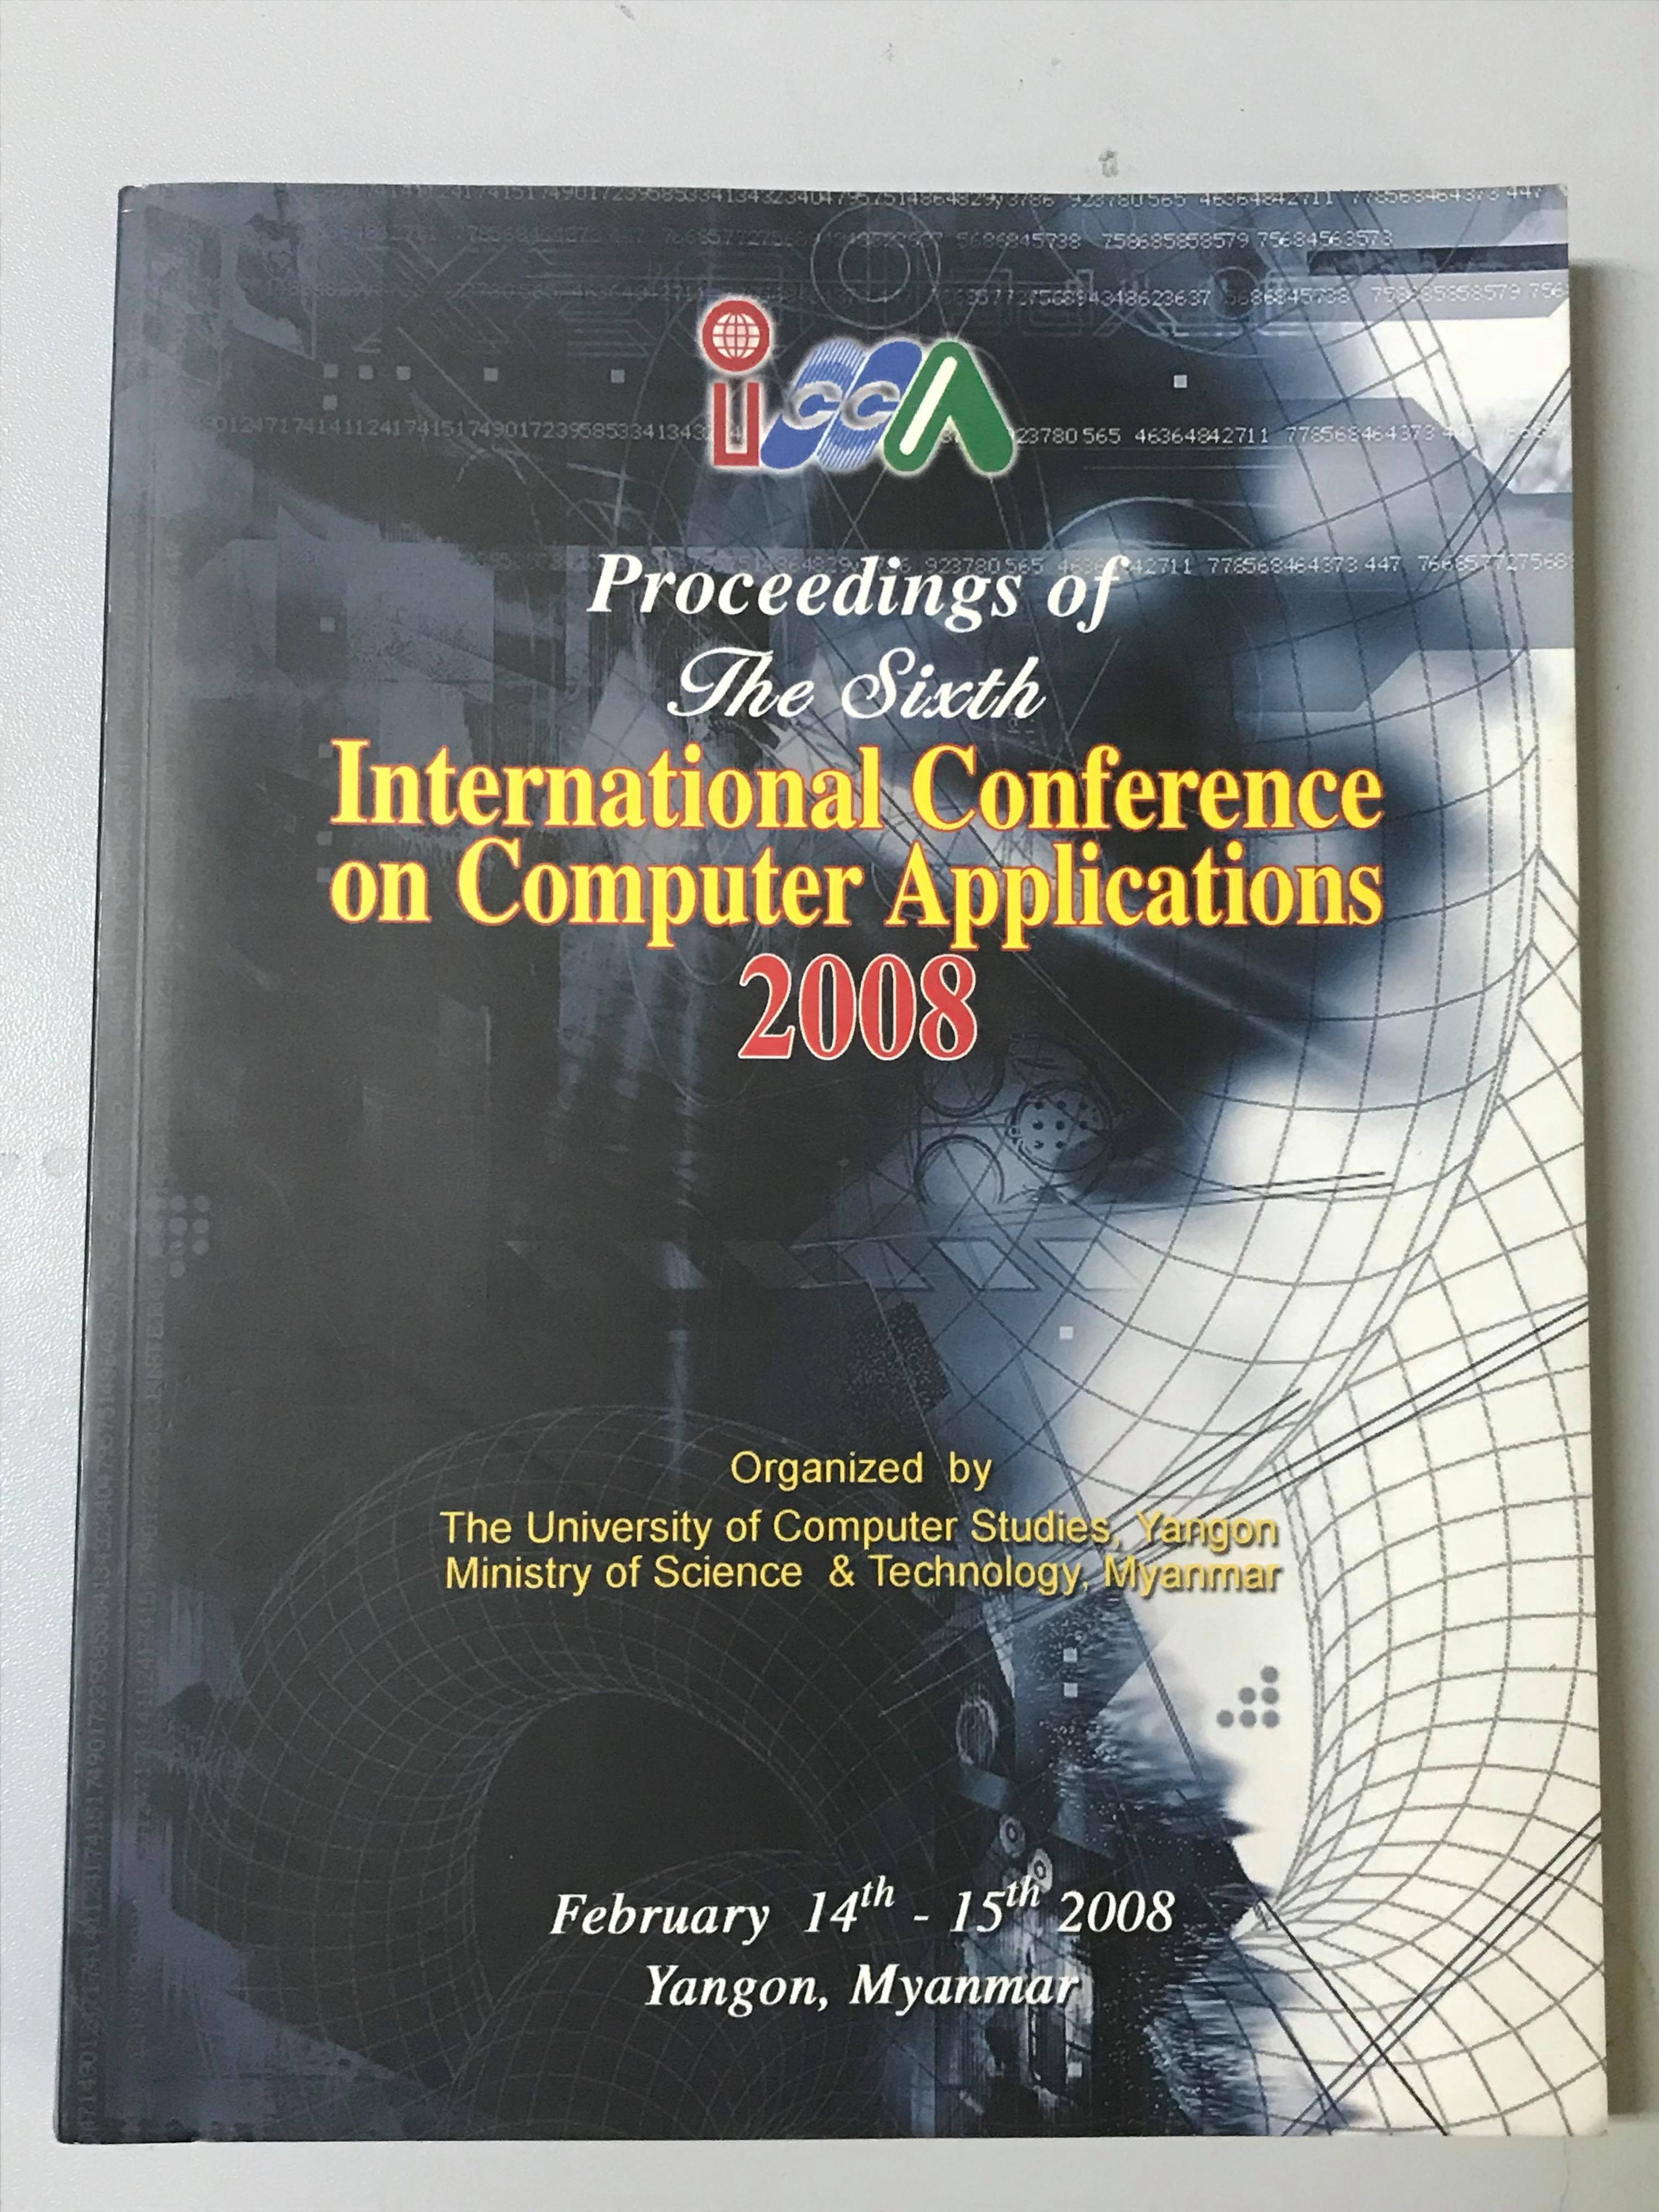 iCCA
Proceedings of
The Sixth
International Conference
on Computer Applications
2008
Organized by
The University of Computer Studies, Yangon
Ministry of Science & Technology, Myanmar
February 14th - 15th 2008
Yangon, Myanmar